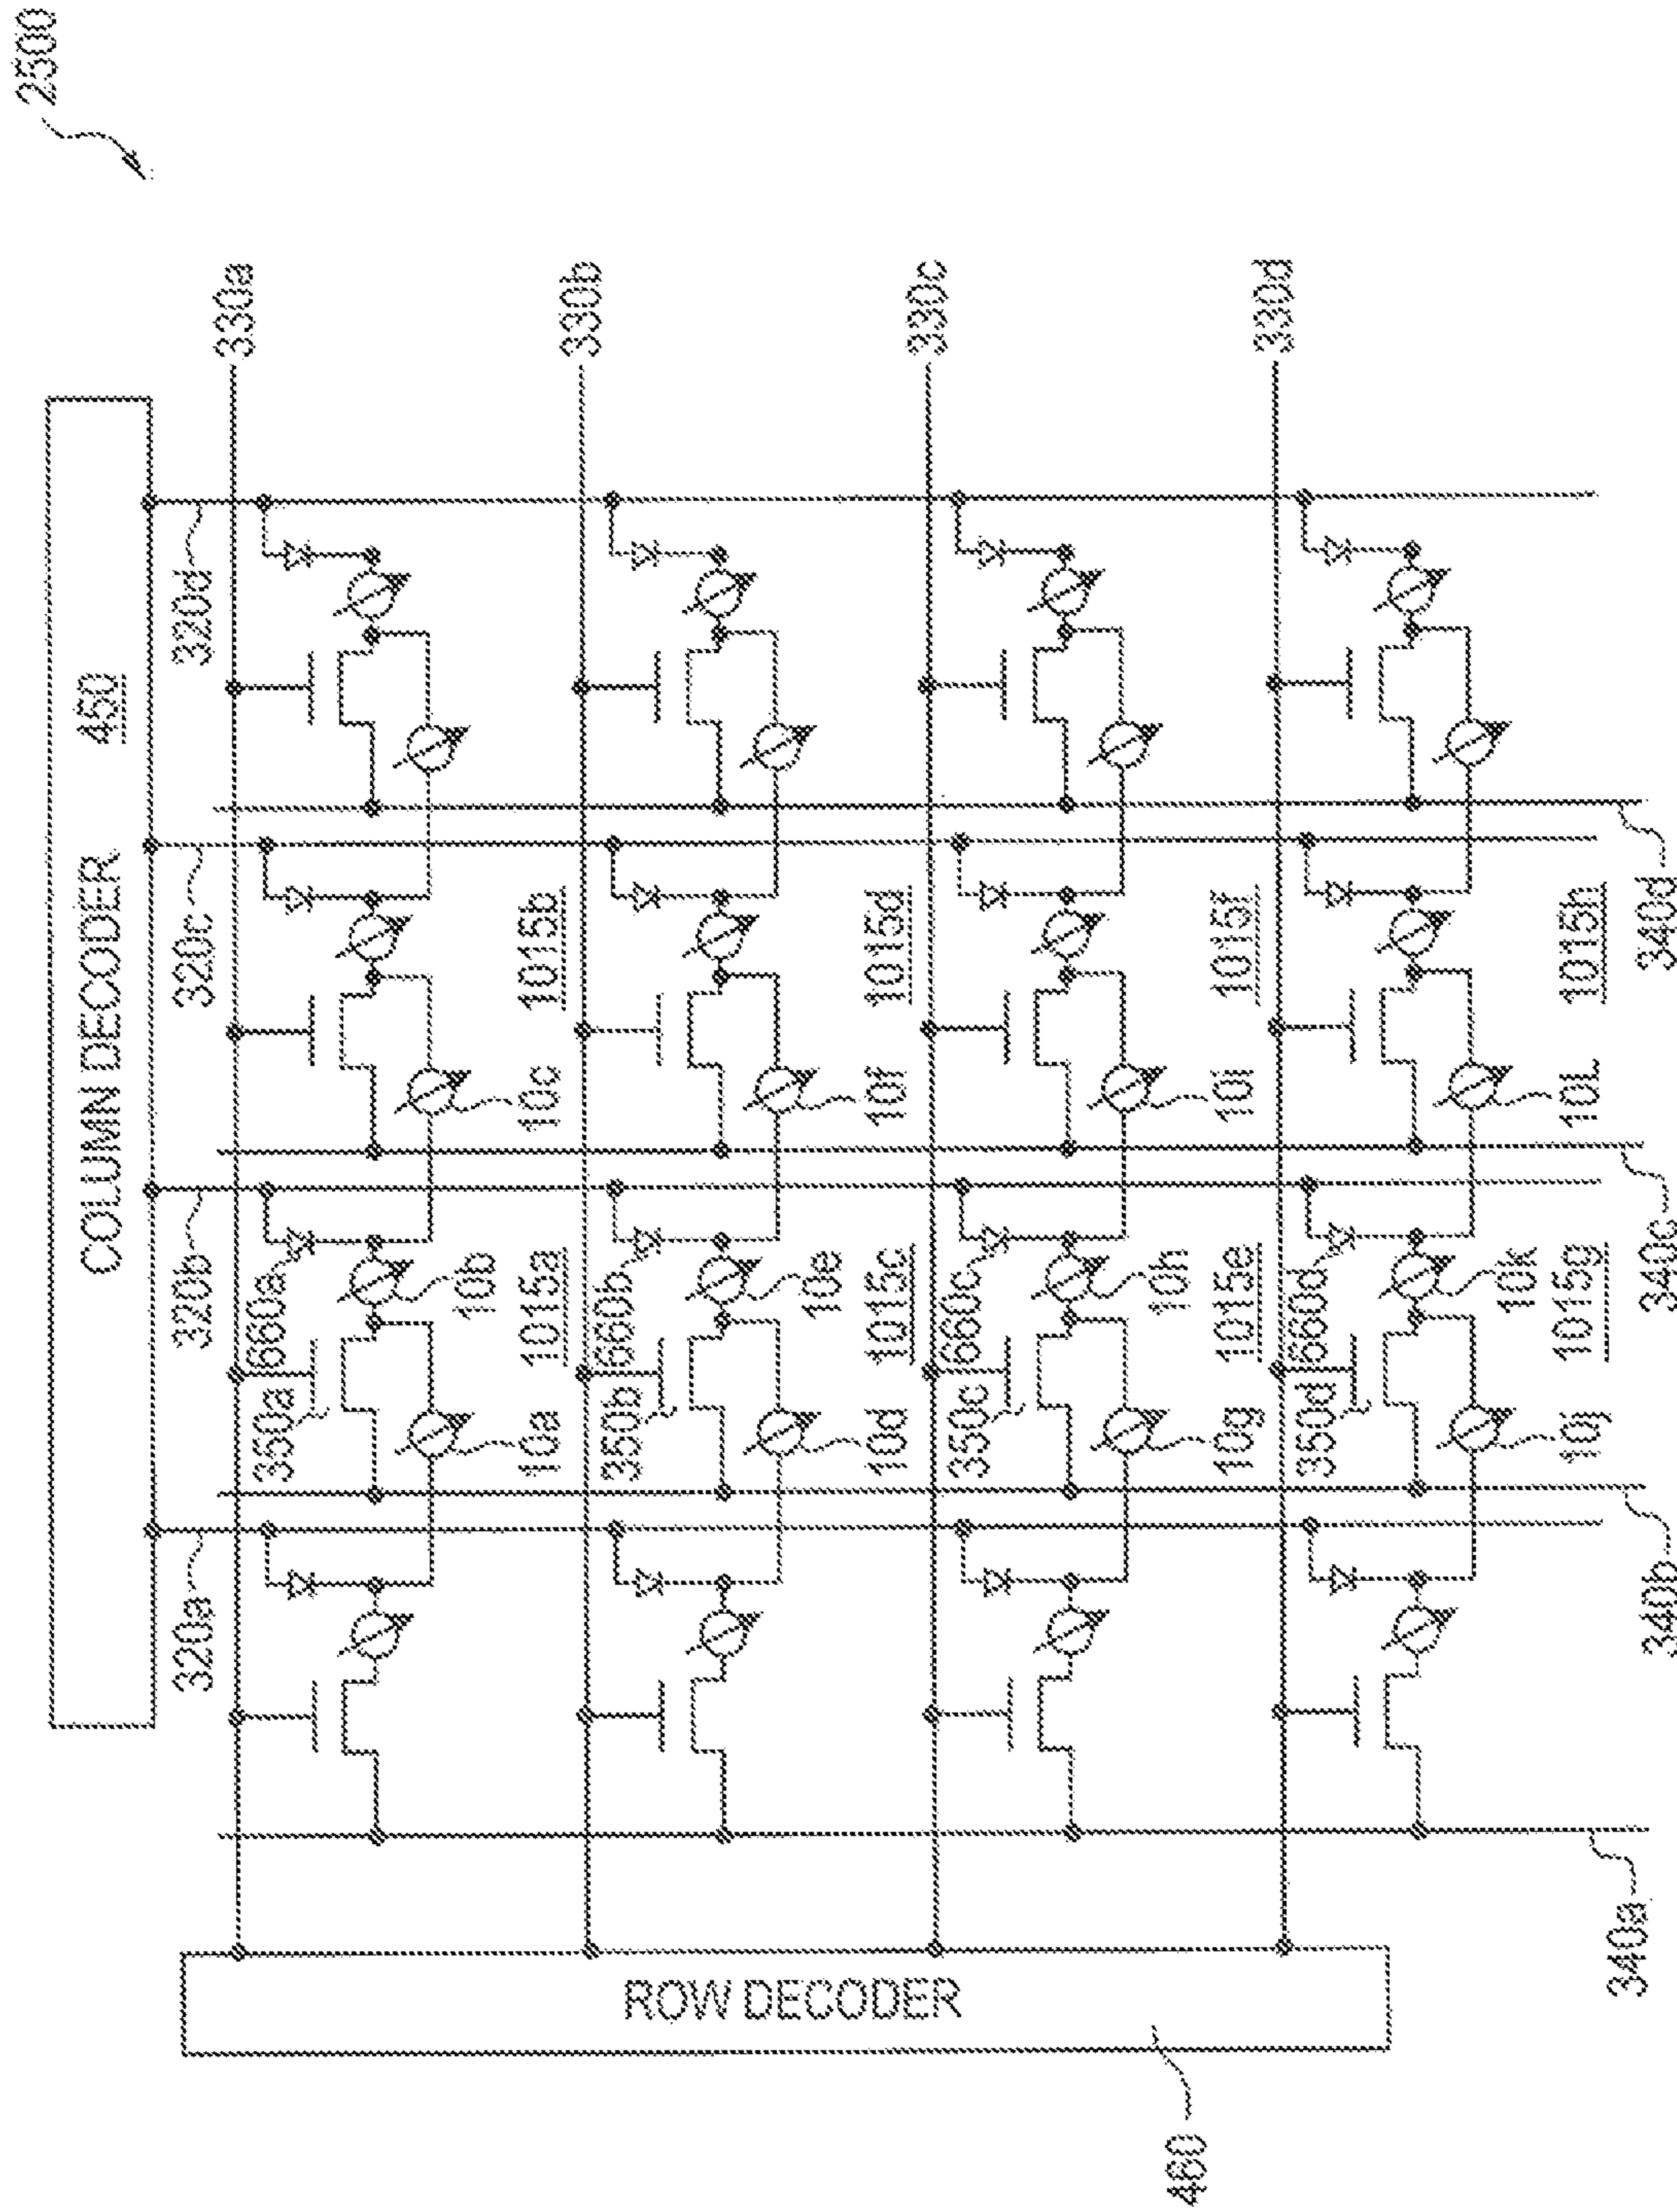 2500
COLUMN DECODER 450
320a
320b
320c
320d
330a
350a
660a
10a
10b
10c
1015a
1015b
330b
350b
660b
10d
10e
10f
1015c
1015d
330c
350c
660c
10g
10h
10i
1015e
1015f
330d
350d
660d
10j
10k
10L
1015g
1015h
340a
340b
340c
340d
ROW DECODER
460